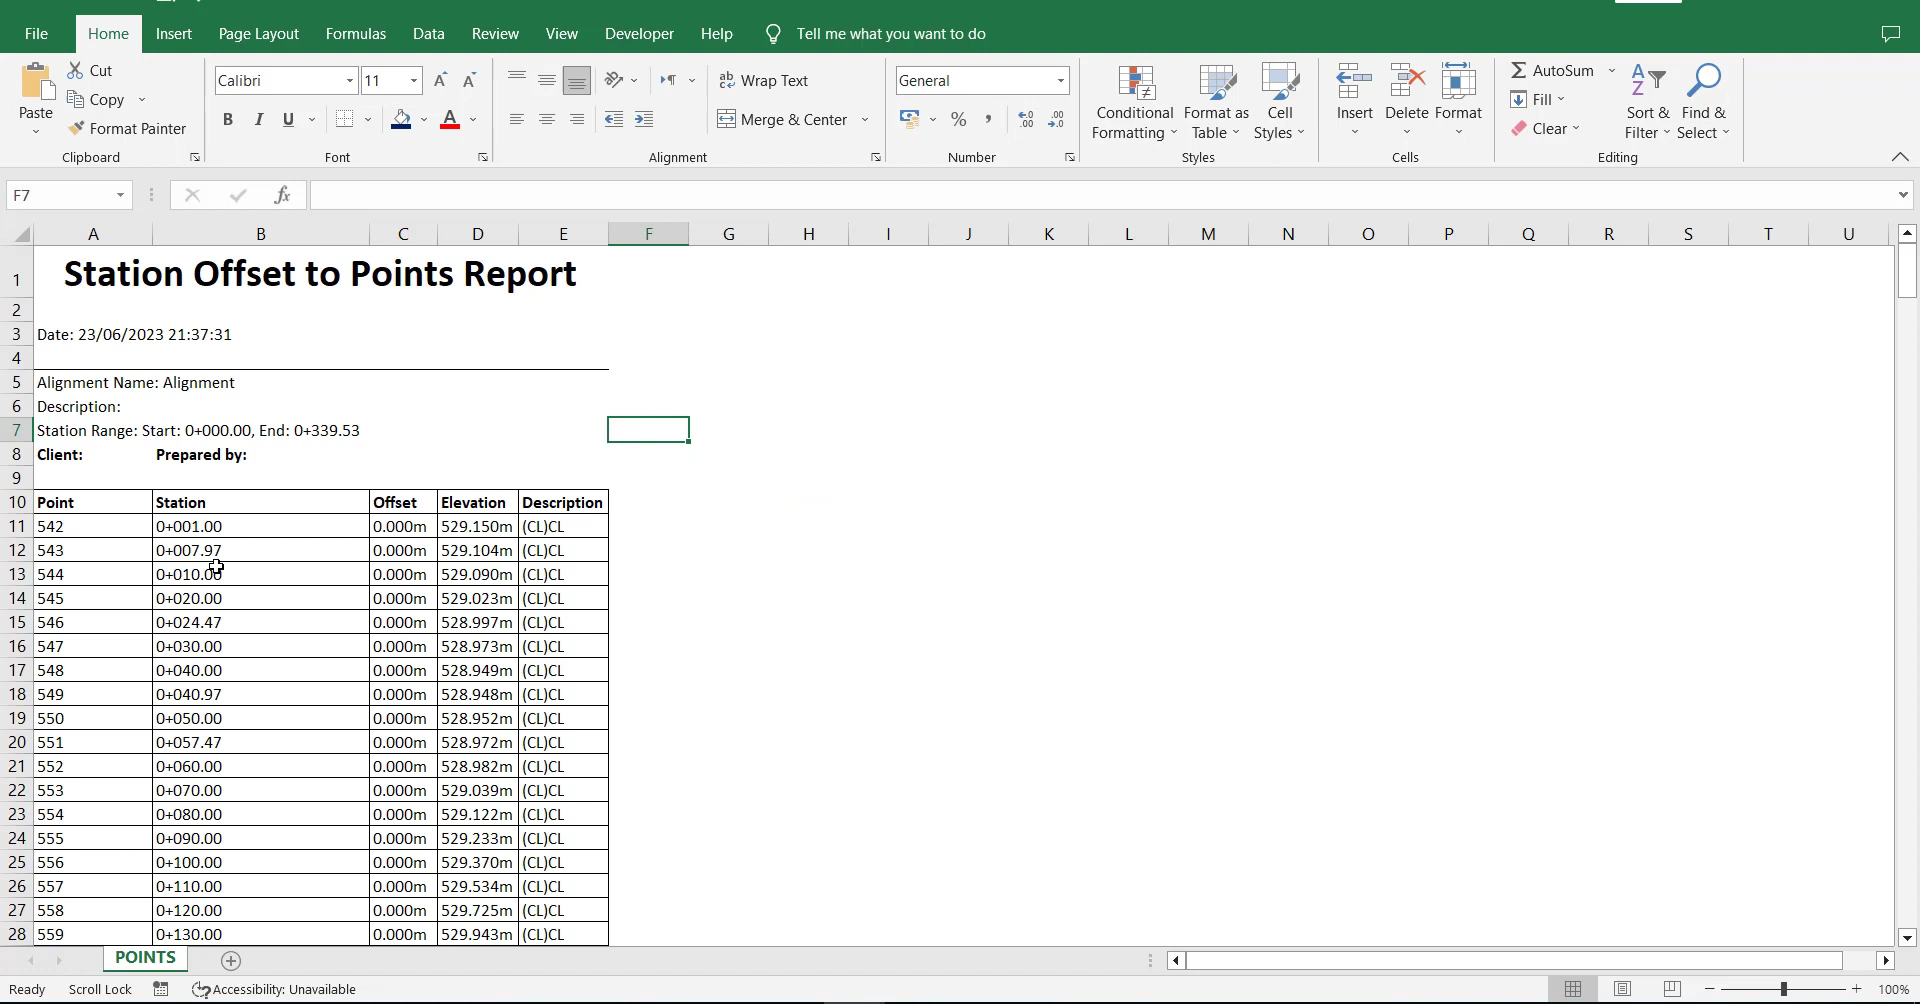 File Home Insert Page Layout Formulas Data Review View Developer Help Tell me what you want to do
Paste Cut Copy Format Painter Clipboard
Calibri 11 B I U A Font
Wrap Text Merge & Center Alignment
General % , Number
Conditional Formatting Format as Table Cell Styles Styles
Insert Delete Format Cells
AutoSum Fill Clear Sort & Filter Find & Select Editing
F7 fx
A B C D E F G H I J K L M N O P Q R S T U
1 Station Offset to Points Report
2
3 Date: 23/06/2023 21:37:31
4
5 Alignment Name: Alignment
6 Description:
7 Station Range: Start: 0+000.00, End: 0+339.53
8 Client: Prepared by:
9
10 Point Station Offset Elevation Description
11 542 0+001.00 0.000m 529.150m (CL)CL
12 543 0+007.97 0.000m 529.104m (CL)CL
13 544 0+010.00 0.000m 529.090m (CL)CL
14 545 0+020.00 0.000m 529.023m (CL)CL
15 546 0+024.47 0.000m 528.997m (CL)CL
16 547 0+030.00 0.000m 528.973m (CL)CL
17 548 0+040.00 0.000m 528.949m (CL)CL
18 549 0+040.97 0.000m 528.948m (CL)CL
19 550 0+050.00 0.000m 528.952m (CL)CL
20 551 0+057.47 0.000m 528.972m (CL)CL
21 552 0+060.00 0.000m 528.982m (CL)CL
22 553 0+070.00 0.000m 529.039m (CL)CL
23 554 0+080.00 0.000m 529.122m (CL)CL
24 555 0+090.00 0.000m 529.233m (CL)CL
25 556 0+100.00 0.000m 529.370m (CL)CL
26 557 0+110.00 0.000m 529.534m (CL)CL
27 558 0+120.00 0.000m 529.725m (CL)CL
28 559 0+130.00 0.000m 529.943m (CL)CL
POINTS
Ready Scroll Lock Accessibility: Unavailable 100%